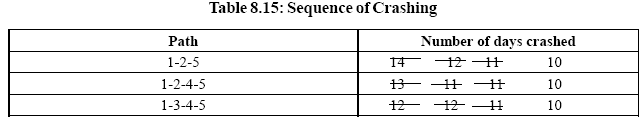 Table 8.15: Sequence of Crashing
Path Number of days crashed
1-2-5 14 12 11 10
1-2-4-5 13 11 11 10
1-3-4-5 12 12 11 10